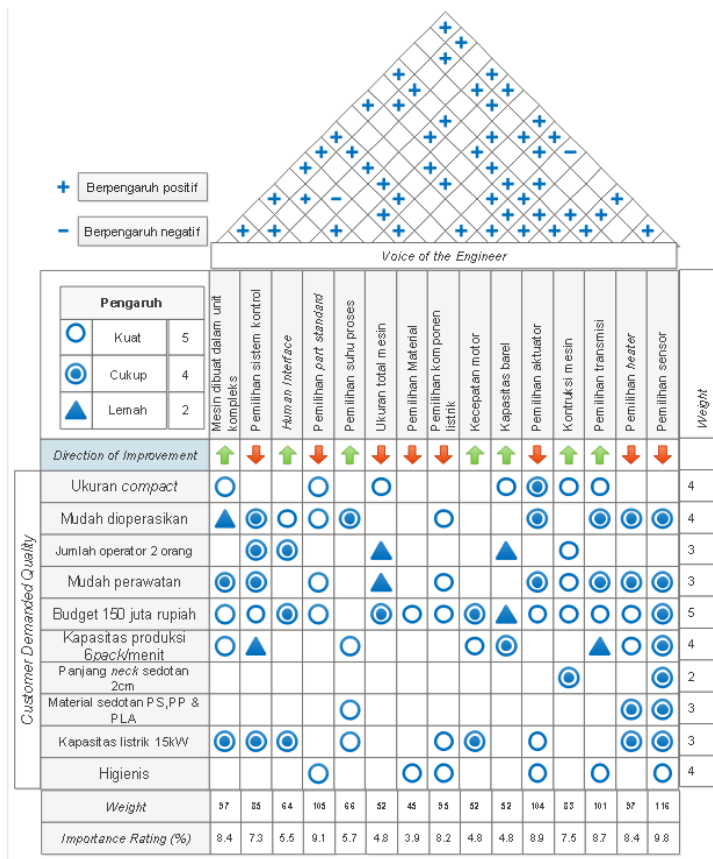 + Berpengaruh positif
− Berpengaruh negatif
Voice of the Engineer
Pengaruh
Kuat 5
Cukup 4
Lemah 2
Mesin dibuat dalam unit
kompleks
Pemilihan sistem kontrol
Human Interface
Pemilihan part standard
Pemilihan suhu proses
Ukuran total mesin
Pemilihan Material
Pemilihan komponen
listrik
Kecepatan motor
Kapasitas barel
Pemilihan aktuator
Kontruksi mesin
Pemilihan transmisi
Pemilihan heater
Pemilihan sensor
Weight
Direction of Improvement
Customer Demanded Quality
Ukuran compact 4
Mudah dioperasikan 4
Jumlah operator 2 orang 3
Mudah perawatan 3
Budget 150 juta rupiah 5
Kapasitas produksi
6pack/menit 4
Panjang neck sedotan
2cm 2
Material sedotan PS,PP &
PLA 3
Kapasitas listrik 15kW 3
Higienis 4
Weight 97 85 64 105 66 52 45 95 52 52 104 83 101 97 116
Importance Rating (%) 8.4 7.3 5.5 9.1 5.7 4.8 3.9 8.2 4.8 4.8 8.9 7.5 8.7 8.4 9.8